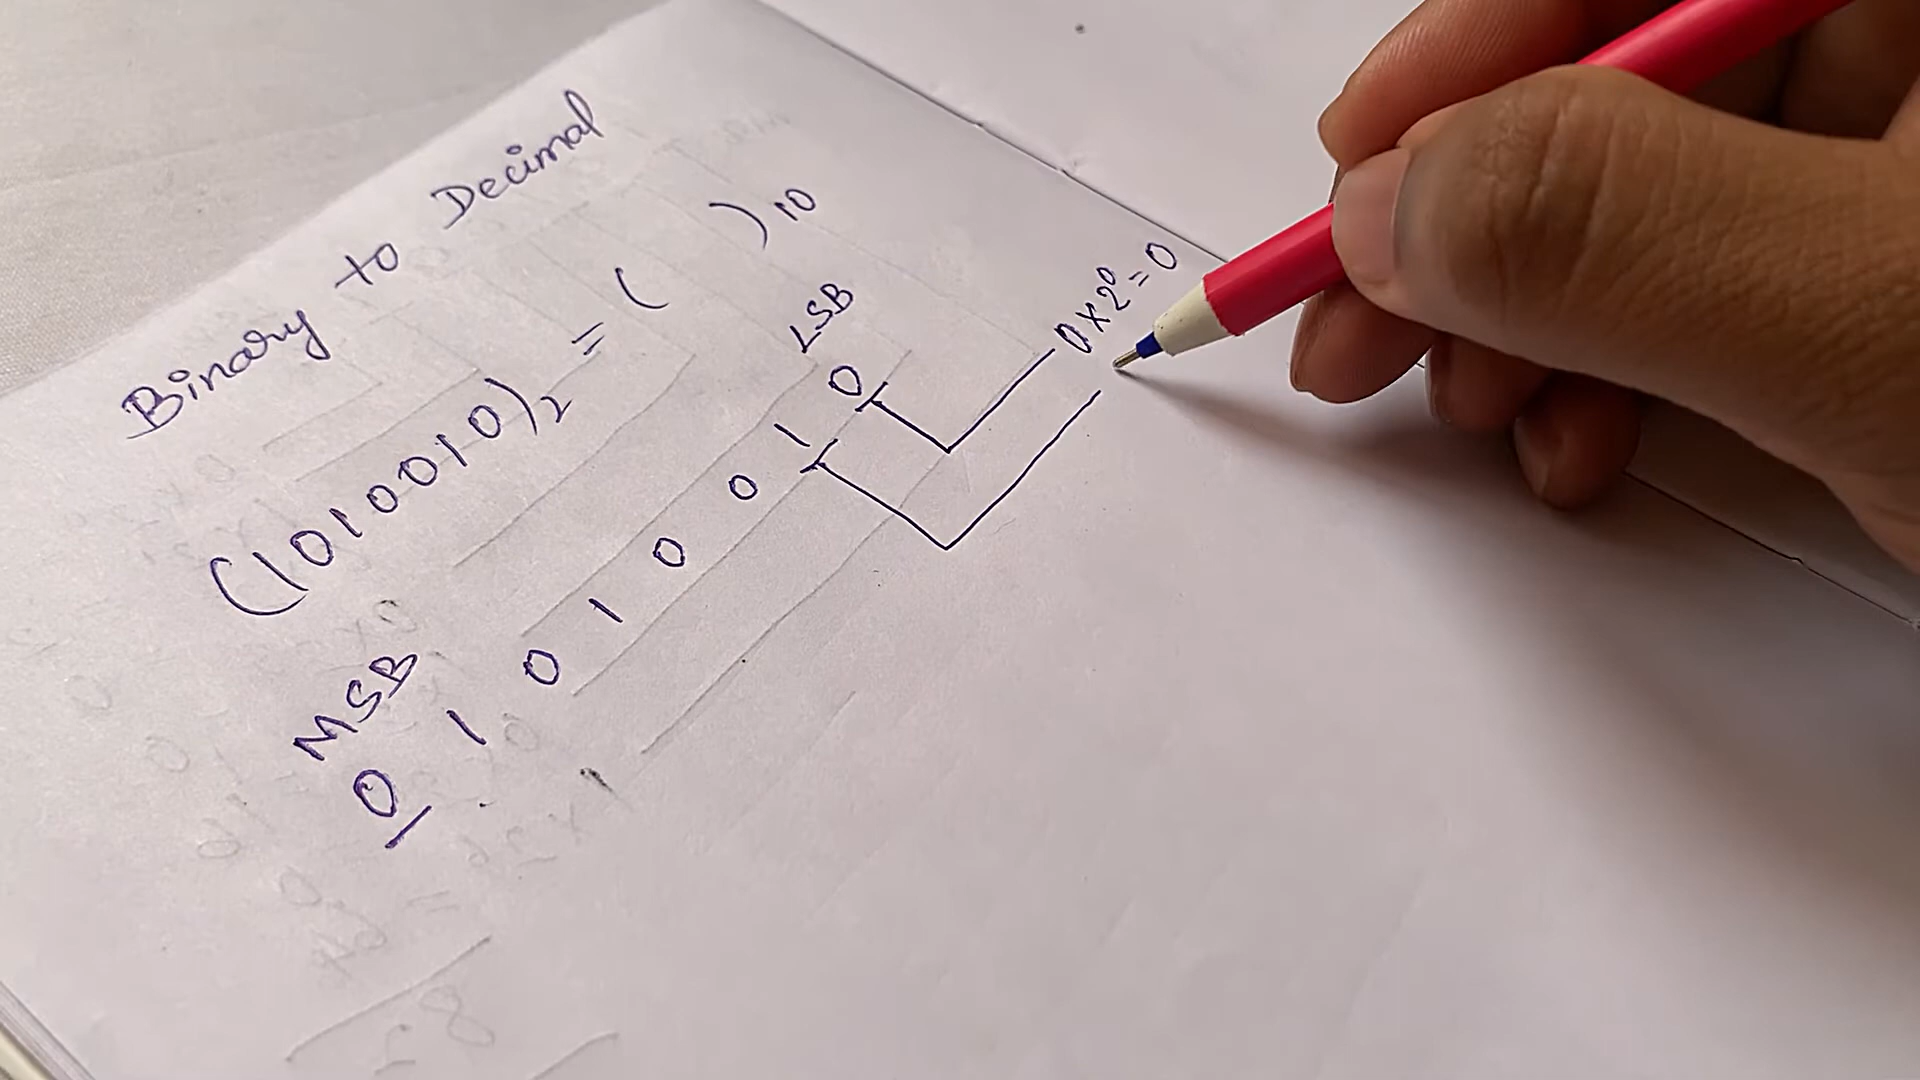 Binary to Decimal
(1010010)₂ = ( )₁₀
MSB LSB
0 1 0 1 0 0 1 0
0 × 2⁰ = 0